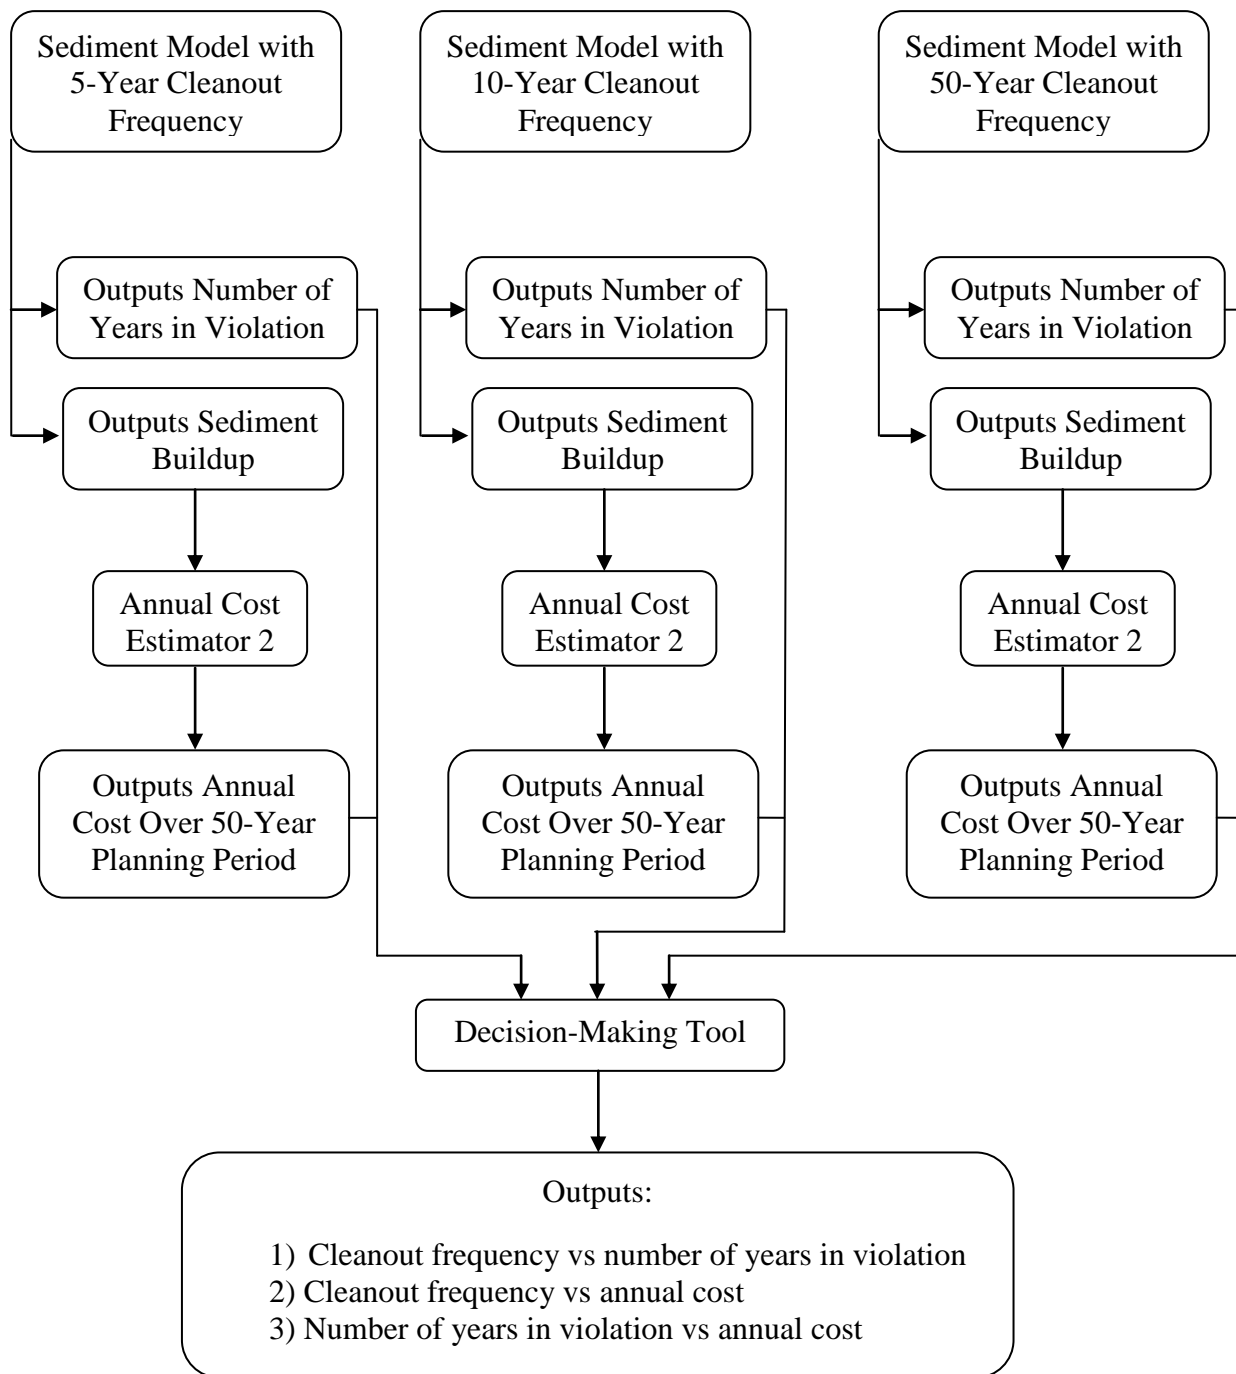 Sediment Model with
5-Year Cleanout
Frequency
Sediment Model with
10-Year Cleanout
Frequency
Sediment Model with
50-Year Cleanout
Frequency
Outputs Number of
Years in Violation
Outputs Number of
Years in Violation
Outputs Number of
Years in Violation
Outputs Sediment
Buildup
Outputs Sediment
Buildup
Outputs Sediment
Buildup
Annual Cost
Estimator 2
Annual Cost
Estimator 2
Annual Cost
Estimator 2
Outputs Annual
Cost Over 50-Year
Planning Period
Outputs Annual
Cost Over 50-Year
Planning Period
Outputs Annual
Cost Over 50-Year
Planning Period
Decision-Making Tool
Outputs:
1) Cleanout frequency vs number of years in violation
2) Cleanout frequency vs annual cost
3) Number of years in violation vs annual cost